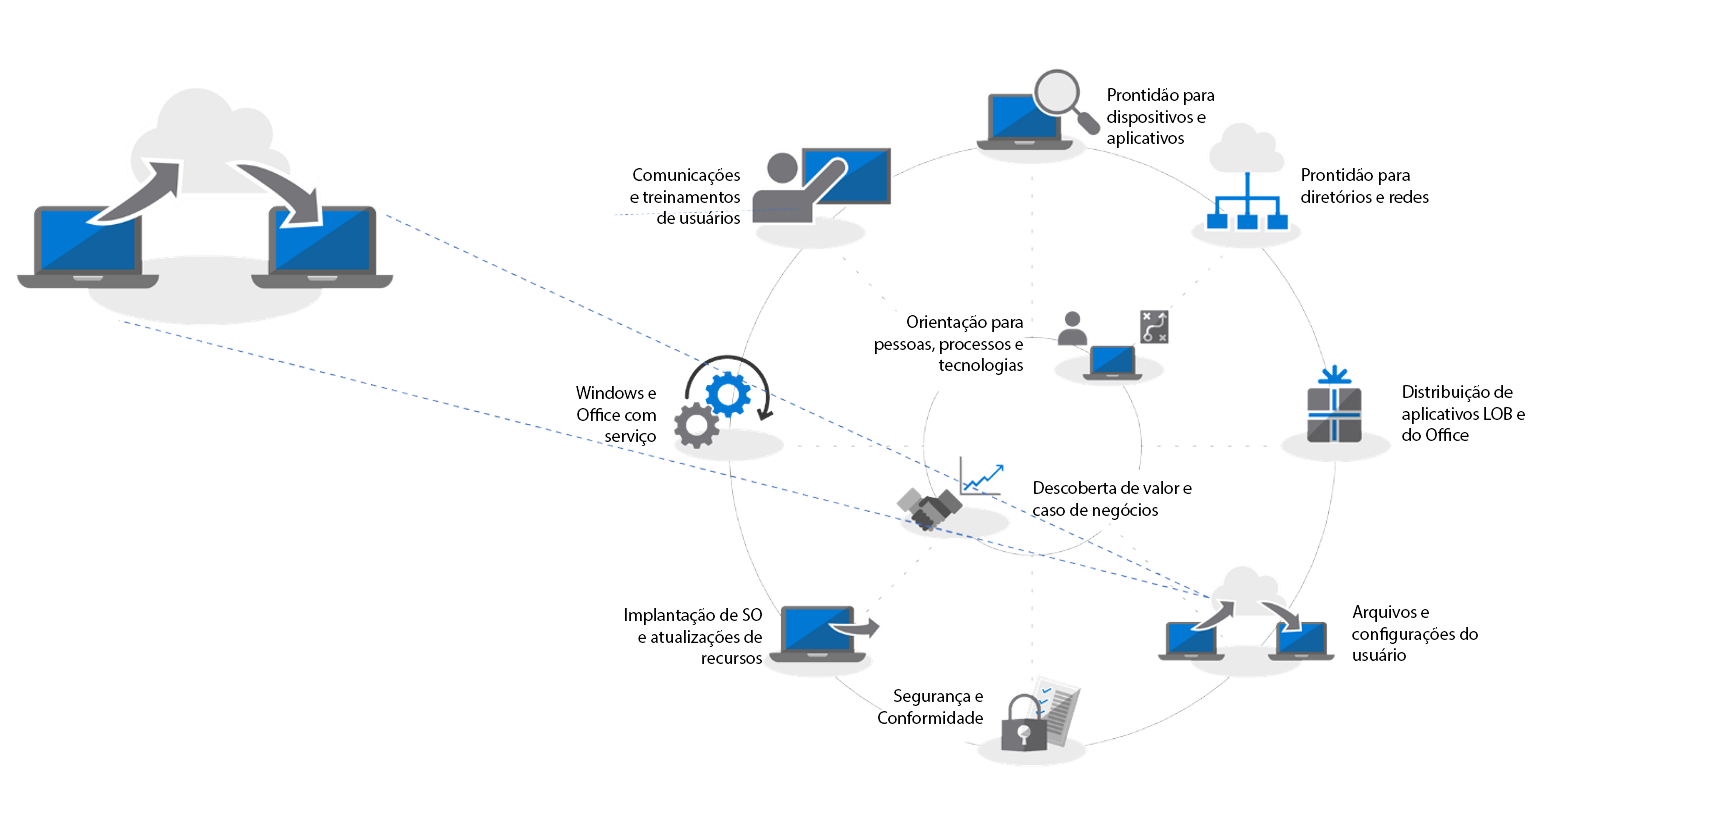 Prontidão para
dispositivos e
aplicativos
Comunicações
e treinamentos
de usuários
Prontidão para
diretórios e redes
Orientação para
pessoas, processos e
tecnologias
Windows e
Office com
serviço
Distribuição de
aplicativos LOB e
do Office
Descoberta de valor e
caso de negócios
Implantação de SO
e atualizações de
recursos
Arquivos e
configurações do
usuário
Segurança e
Conformidade